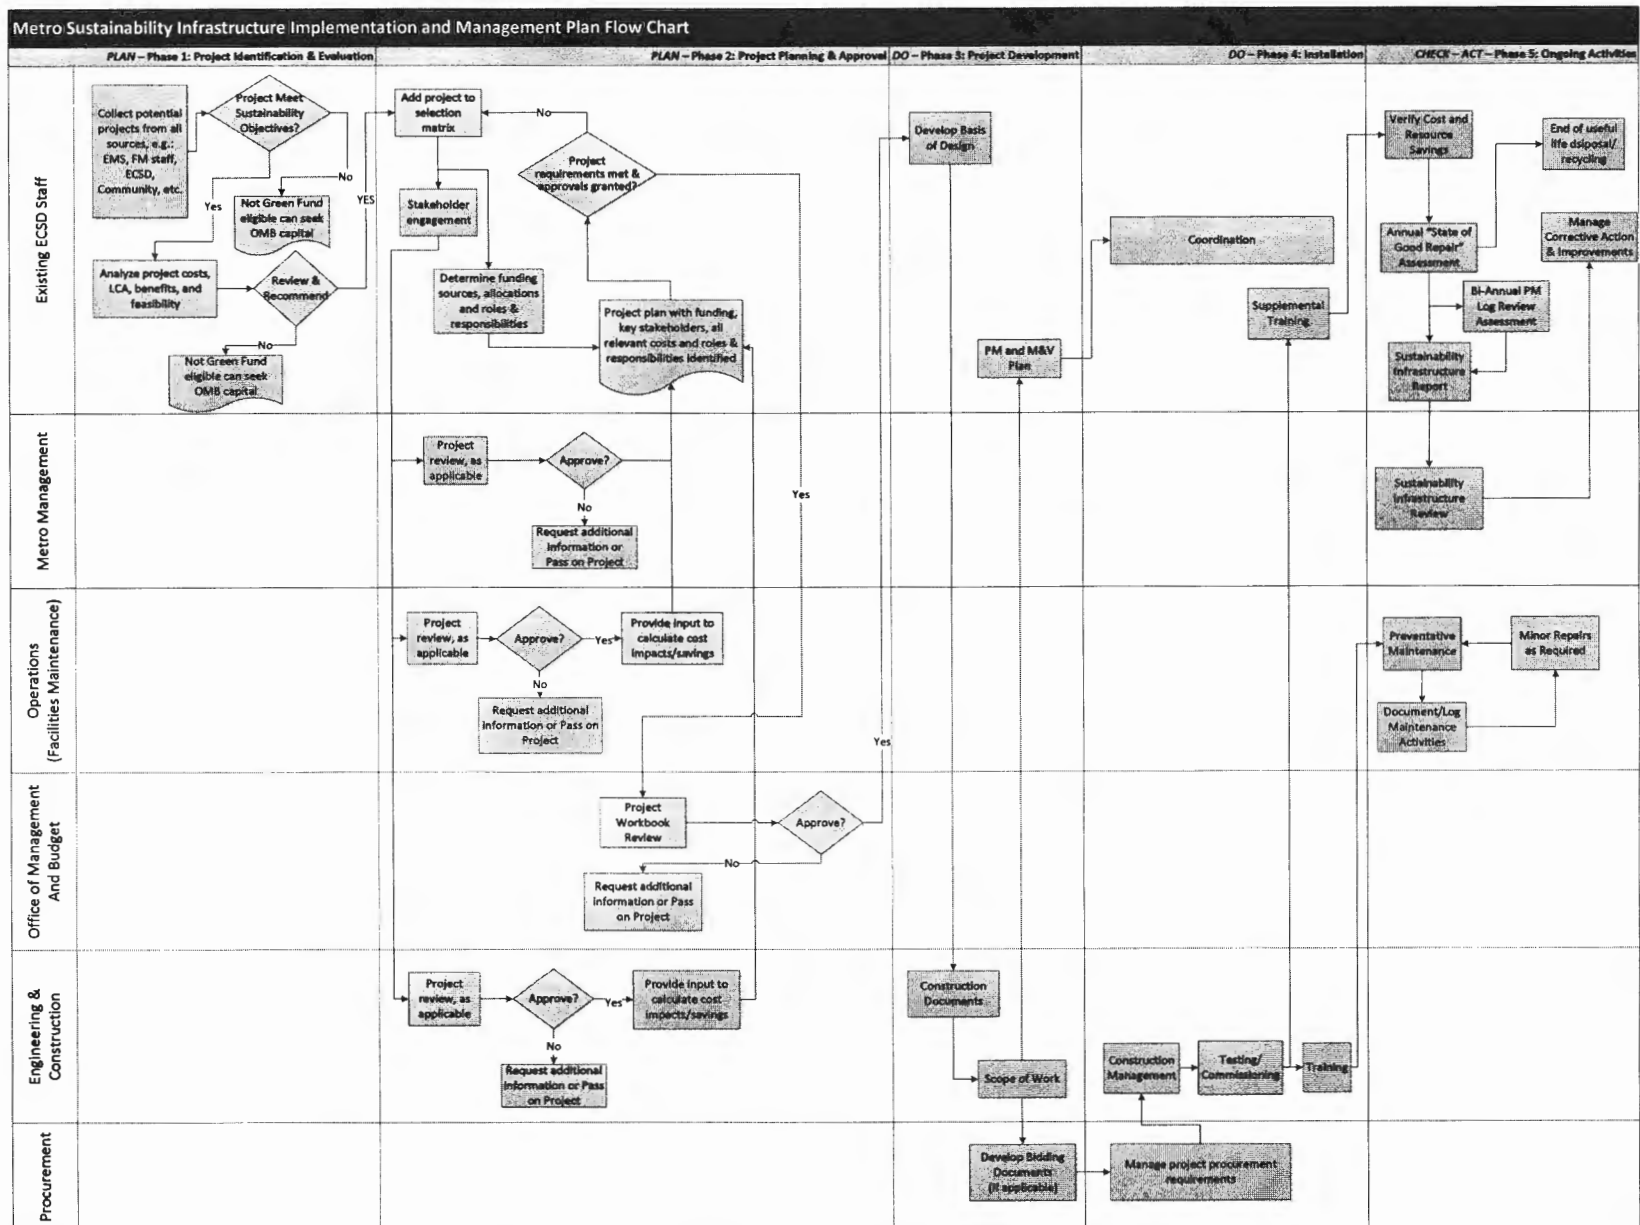 Metro Sustainability Infrastructure Implementation and Management Plan Flow Chart
PLAN – Phase 1: Project Identification & Evaluation
PLAN – Phase 2: Project Planning & Approval
DO – Phase 3: Project Development
DO – Phase 4: Installation
CHECK – ACT – Phase 5: Ongoing Activities
Existing ECSD Staff
Collect potential
projects from all
sources, e.g.:
EMS, FM staff,
ECSD,
Community, etc.
Project Meet
Sustainability
Objectives?
No
Yes
Not Green Fund
eligible can seek
OMB capital
YES
Analyze project costs,
LCA, benefits, and
feasibility
Review &
Recommend
No
Not Green Fund
eligible can seek
OMB capital
Add project to
selection
matrix
No
Project
requirements met &
approvals granted?
Stakeholder
engagement
Determine funding
sources, allocations
and roles &
responsibilities
Project plan with funding,
key stakeholders, all
relevant costs and roles &
responsibilities identified
Develop Basis
of Design
PM and M&V
Plan
Coordination
Supplemental
Training
Verify Cost and
Resource
Savings
End of useful
life dsiposal/
recycling
Annual "State of
Good Repair"
Assessment
Manage
Corrective Action
& Improvements
Bi-Annual PM
Log Review
Assessment
Sustainability
Infrastructure
Report
Metro Management
Project
review, as
applicable
Approve?
No
Request additional
information or
Pass on Project
Yes
Sustainability
Infrastructure
Review
Operations
(Facilities Maintenance)
Project
review, as
applicable
Approve?
Yes
Provide input to
calculate cost
impacts/savings
No
Request additional
information or Pass on
Project
Yes
Preventative
Maintenance
Minor Repairs
as Required
Document/Log
Maintenance
Activities
Office of Management
And Budget
Project
Workbook
Review
Approve?
No
Request additional
information or Pass
on Project
Engineering &
Construction
Project
review, as
applicable
Approve?
Yes
Provide input to
calculate cost
impacts/savings
No
Request additional
information or Pass
on Project
Construction
Documents
Scope of Work
Construction
Management
Testing/
Commissioning
Training
Procurement
Develop Bidding
Documents
(if applicable)
Manage project procurement
requirements